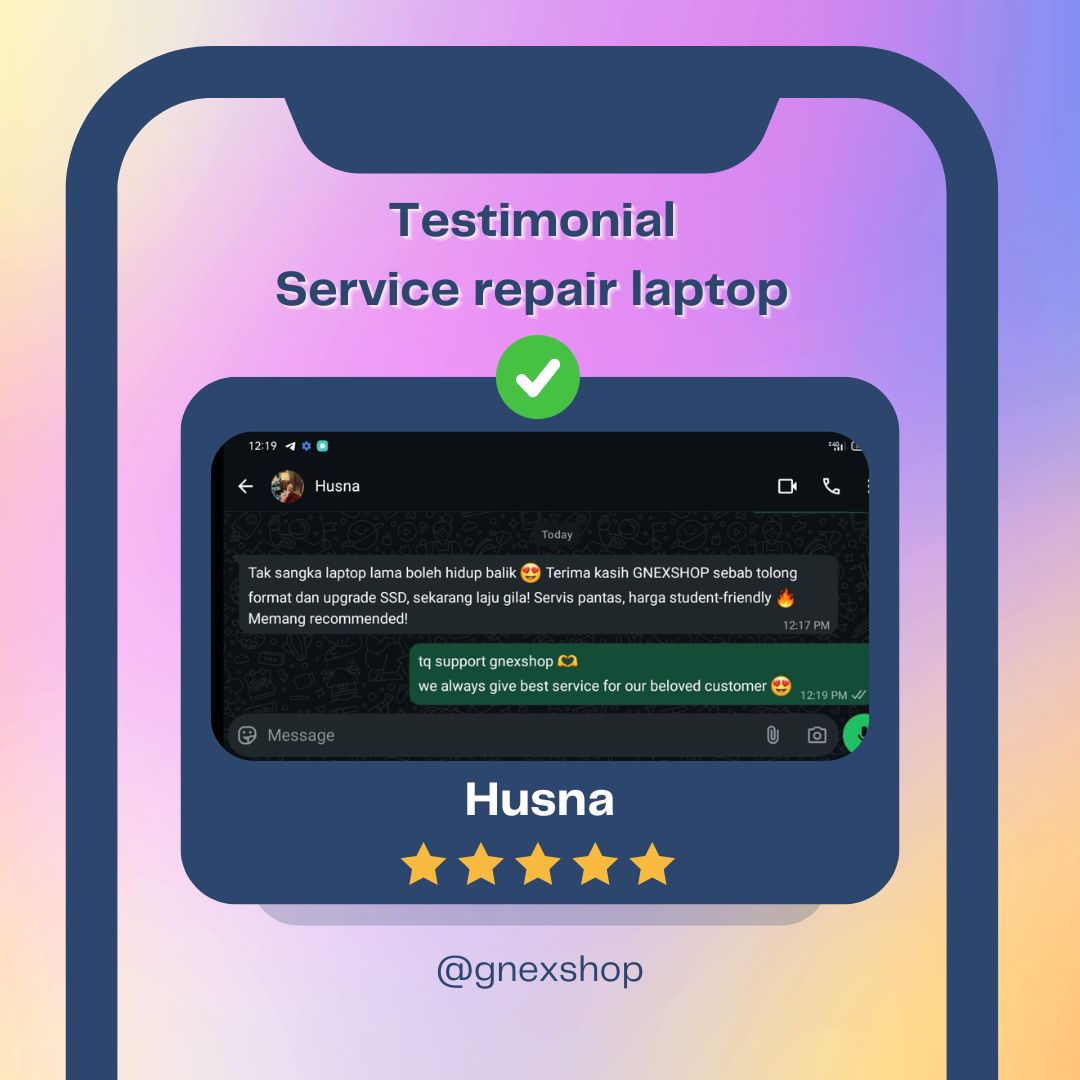 Testimonial
Service repair laptop
12:19
Husna
Today
Tak sangka laptop lama boleh hidup balik 😍 Terima kasih GNEXSHOP sebab tolong
format dan upgrade SSD, sekarang laju gila! Servis pantas, harga student-friendly 🔥
Memang recommended!
12:17 PM
tq support gnexshop 🫶
we always give best service for our beloved customer 😍
12:19 PM
Message
Husna
@gnexshop